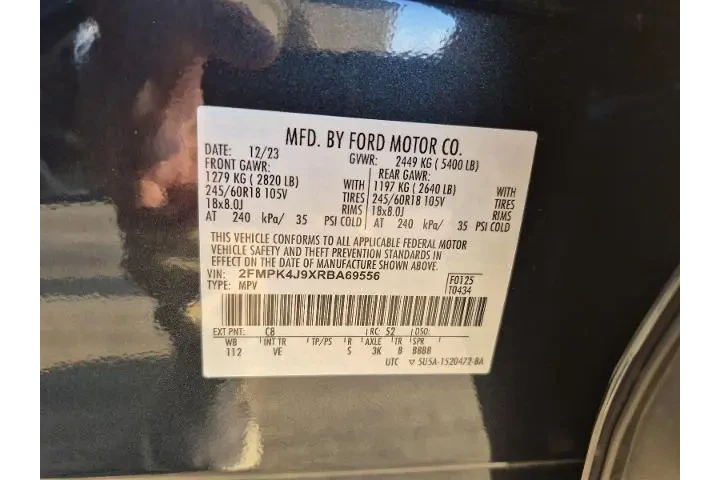 MFD. BY FORD MOTOR CO.
DATE: 12/23 GVWR: 2449 KG ( 5400 LB)
FRONT GAWR: REAR GAWR:
1279 KG ( 2820 LB) WITH 1197 KG ( 2640 LB) WITH
245/60R18 105V TIRES 245/60R18 105V TIRES
18x8.0J RIMS 18x8.0J RIMS
AT 240 kPa/ 35 PSI COLD AT 240 kPa/ 35 PSI COLD
THIS VEHICLE CONFORMS TO ALL APPLICABLE FEDERAL MOTOR
VEHICLE SAFETY AND THEFT PREVENTION STANDARDS IN
EFFECT ON THE DATE OF MANUFACTURE SHOWN ABOVE.
VIN: 2FMPK4J9XRBA69556 F0125
TYPE: MPV T0434
EXT PNT: C8 RC: 52 DSO:
WB INT TR TP/PS R AXLE TR SPR
112 VE S 3K B BBBB
UTC ▽ 5U5A-1520472-BA